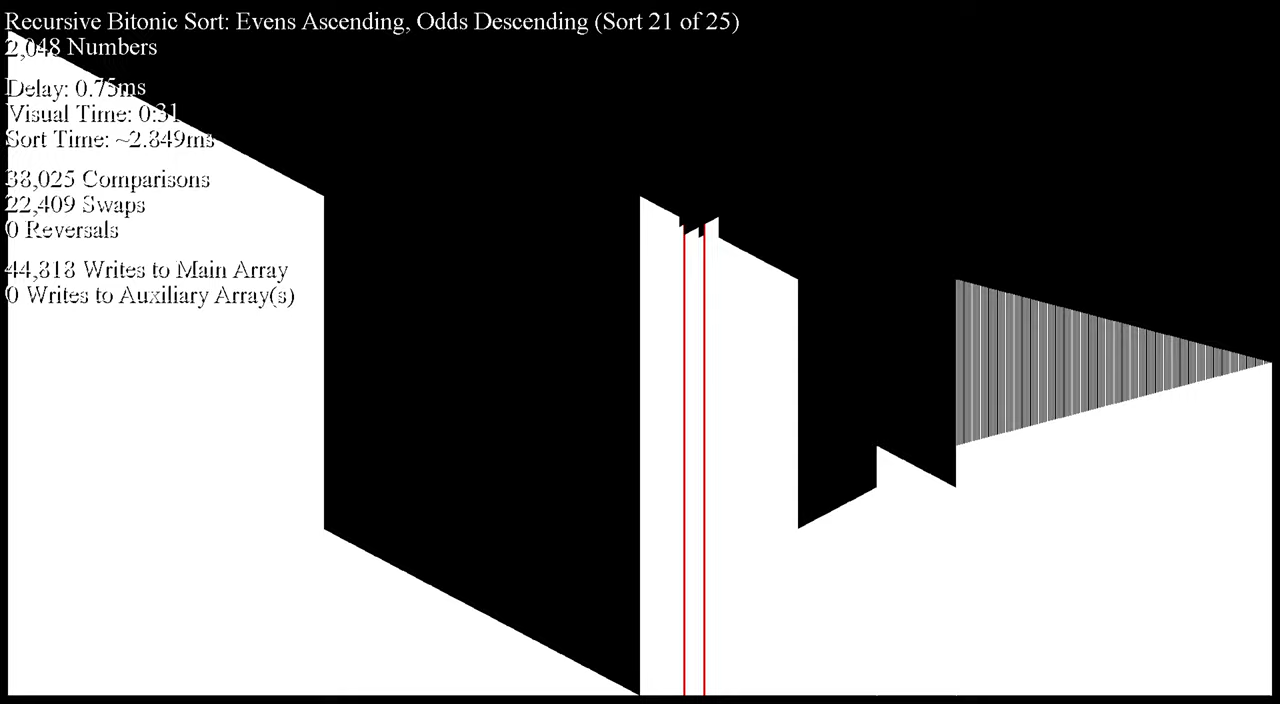 Recursive Bitonic Sort: Evens Ascending, Odds Descending (Sort 21 of 25)
2,048 Numbers
Delay: 0.75ms
Visual Time: 0:31
Sort Time: ~2.849ms
38,025 Comparisons
22,409 Swaps
0 Reversals
44,818 Writes to Main Array
0 Writes to Auxiliary Array(s)